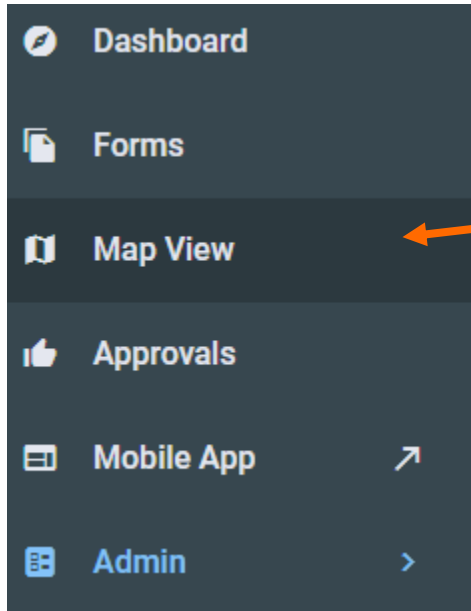 Dashboard
Forms
Map View
Approvals
Mobile App
Admin